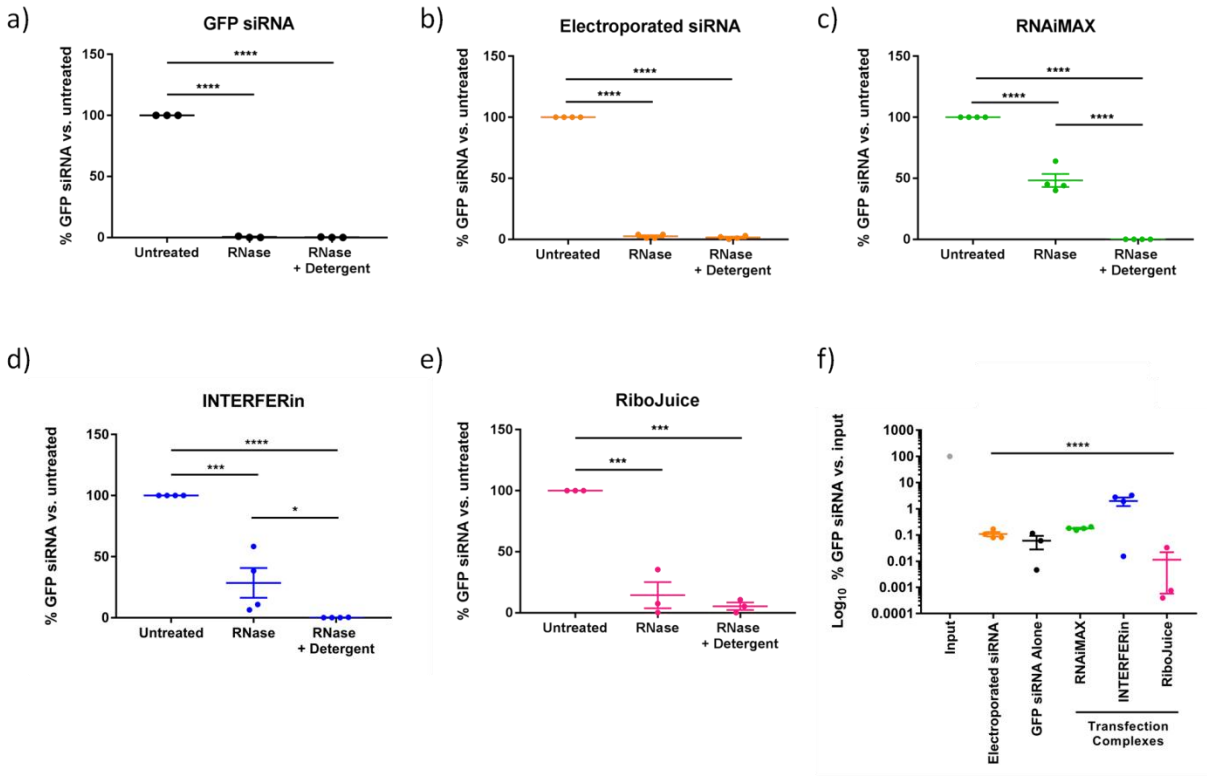 a)
GFP siRNA
% GFP siRNA vs. untreated
150
100
50
0
****
****
Untreated
RNase
RNase
+ Detergent
b)
Electroporated siRNA
% GFP siRNA vs. untreated
150
100
50
0
****
****
Untreated
RNase
RNase
+ Detergent
c)
RNAiMAX
% GFP siRNA vs. untreated
150
100
50
0
****
****
****
Untreated
RNase
RNase
+ Detergent
d)
INTERFERin
% GFP siRNA vs. untreated
150
100
50
0
****
***
*
Untreated
RNase
RNase
+ Detergent
e)
RiboJuice
% GFP siRNA vs. untreated
150
100
50
0
***
***
Untreated
RNase
RNase
+ Detergent
f)
Log10 % GFP siRNA vs. input
1000
100
10
1
0.1
0.01
0.001
0.0001
****
Input
Electroporated siRNA
GFP siRNA Alone
RNAiMAX
INTERFERin
RiboJuice
Transfection
Complexes